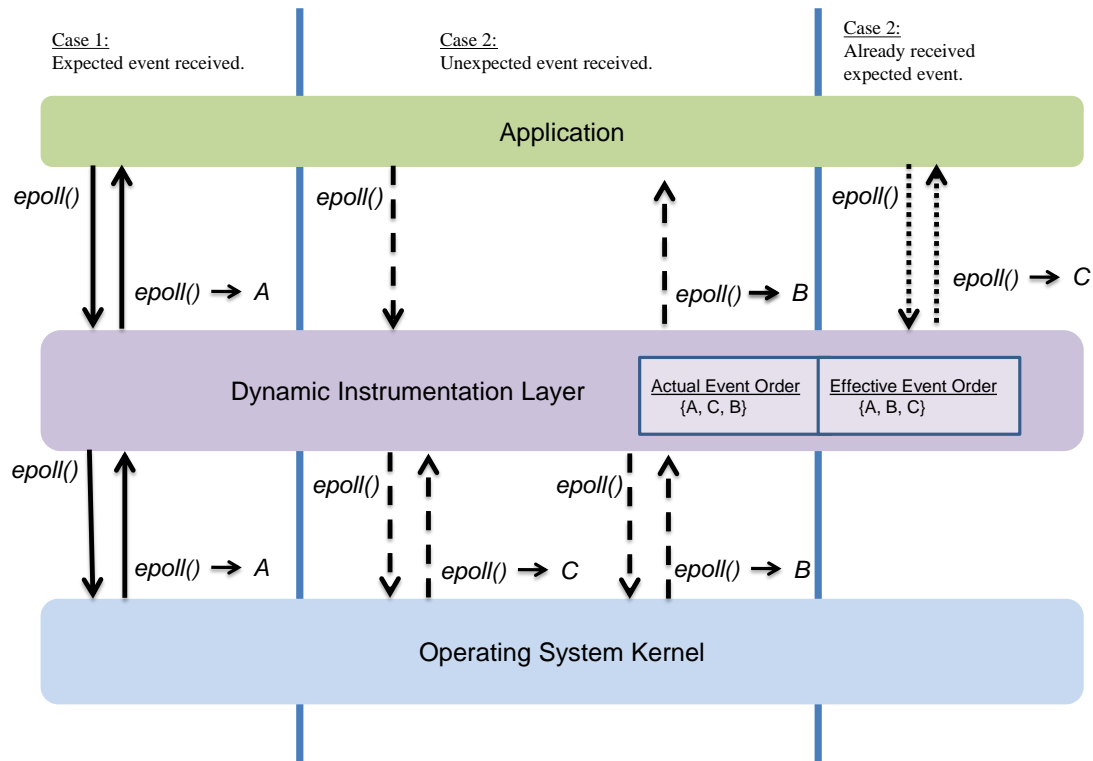 Case 1:
Expected event received.
Case 2:
Unexpected event received.
Case 2:
Already received
expected event.
Application
epoll()
epoll() → A
epoll()
epoll() → B
epoll()
epoll() → C
Dynamic Instrumentation Layer
Actual Event Order
{A, C, B}
Effective Event Order
{A, B, C}
epoll()
epoll() → A
epoll()
epoll() → C
epoll()
epoll() → B
Operating System Kernel